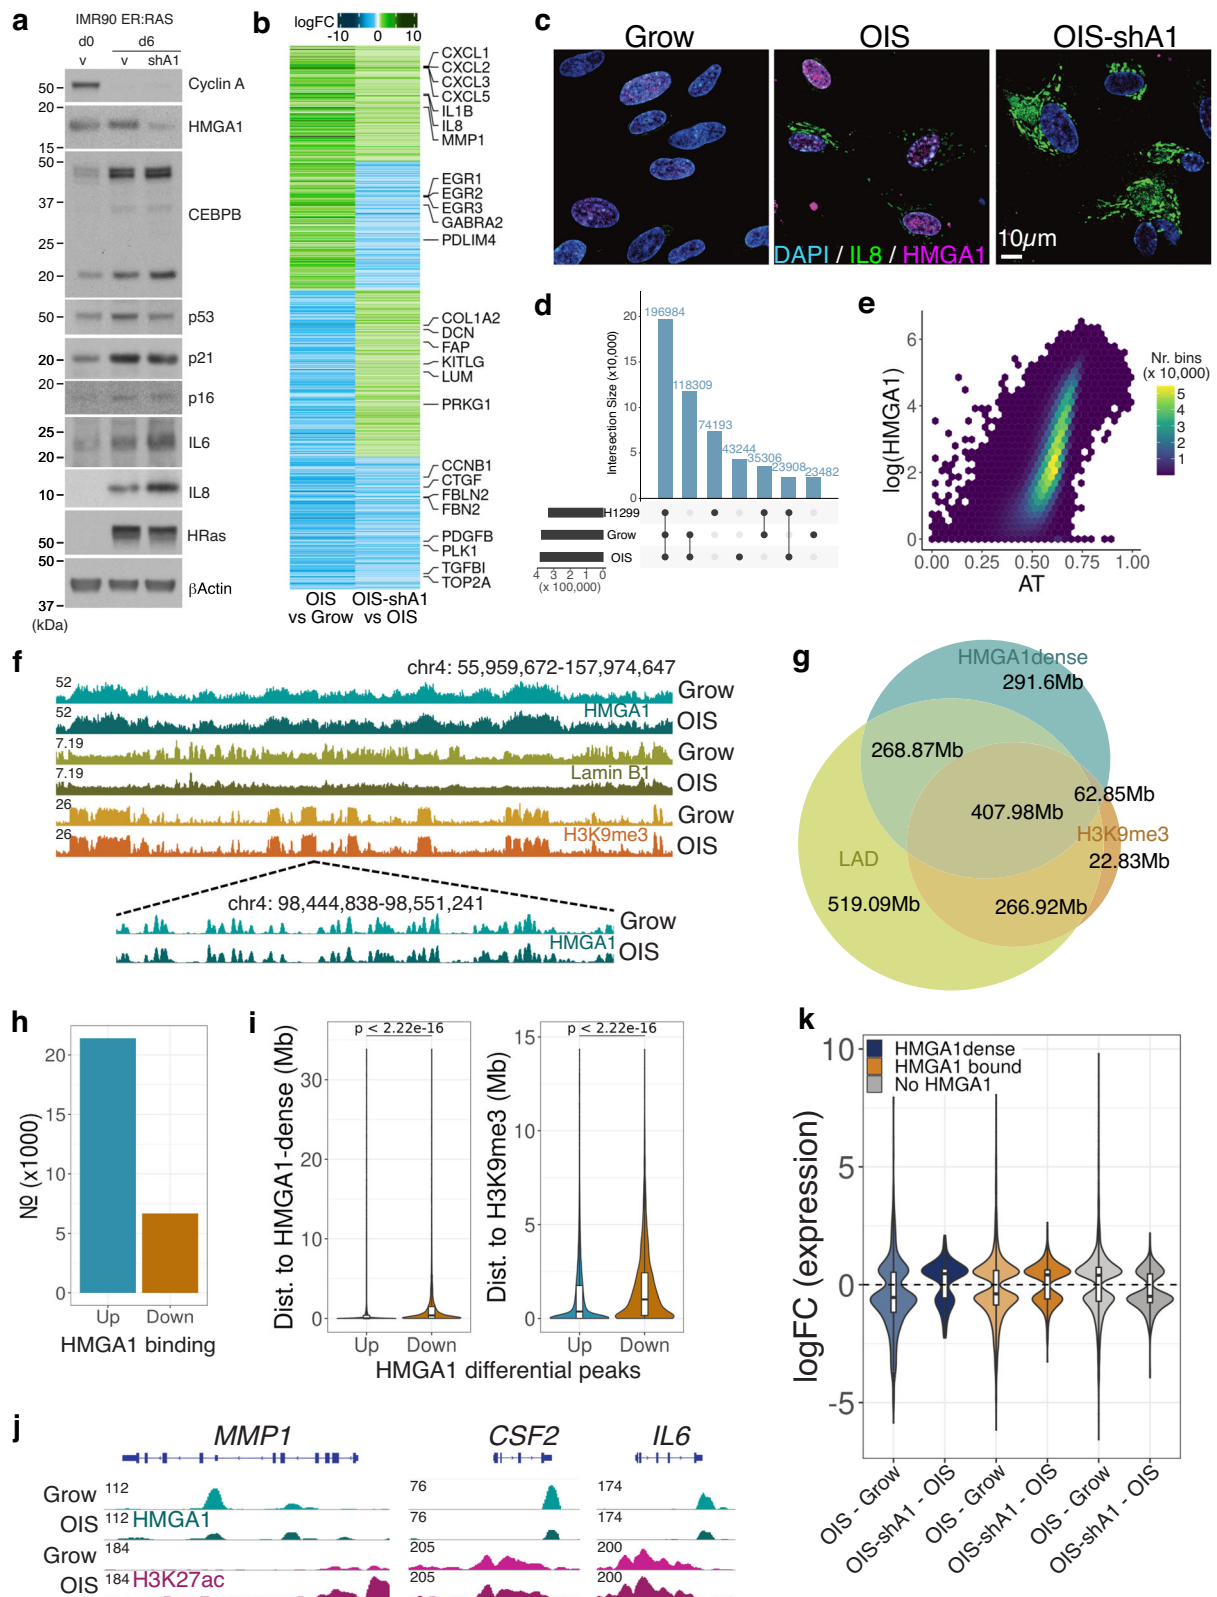 a
IMR90 ER:RAS
d0 d6
v v shA1
50 Cyclin A
20
HMGA1
15
50
37
CEBPB
25
20
50 p53
20 p21
20
p16
25
IL6
20
10 IL8
HRas
50
50
βActin
37
(kDa)
b
logFC
-10 0 10
CXCL1
CXCL2
CXCL3
CXCL5
IL1B
IL8
MMP1
EGR1
EGR2
EGR3
GABRA2
PDLIM4
COL1A2
DCN
FAP
KITLG
LUM
PRKG1
CCNB1
CTGF
FBLN2
FBN2
PDGFB
PLK1
TGFBI
TOP2A
OIS OIS-shA1
vs Grow vs OIS
c
Grow OIS OIS-shA1
DAPI / IL8 / HMGA1
10µm
d
Intersection Size (x10,000)
20
15
10
5
0
196984
118309
74193
43244
35306
23908
23482
H1299
Grow
OIS
4 3 2 1 0
(x 100,000)
e
log(HMGA1)
6
4
2
0
0.00 0.25 0.50 0.75 1.00
AT
Nr. bins
(x 10,000)
5
4
3
2
1
f
chr4: 55,959,672-157,974,647
52 Grow
HMGA1
52 OIS
7.19 Grow
Lamin B1
7.19 OIS
26 Grow
H3K9me3
26 OIS
chr4: 98,444,838-98,551,241
Grow
HMGA1
OIS
g
HMGA1dense
291.6Mb
268.87Mb
62.85Mb
407.98Mb
H3K9me3
LAD
22.83Mb
519.09Mb
266.92Mb
h
Nº (x1000)
20
15
10
5
0
Up Down
HMGA1 binding
i
p < 2.22e-16
Dist. to HMGA1-dense (Mb)
30
20
10
0
Up Down
p < 2.22e-16
Dist. to H3K9me3 (Mb)
15
10
5
0
Up Down
HMGA1 differential peaks
j
MMP1 CSF2 IL6
Grow 112 76 174
OIS 112 HMGA1 76 174
Grow 184 205 200
OIS 184 H3K27ac 205 200
k
logFC (expression)
10
5
0
-5
HMGA1dense
HMGA1 bound
No HMGA1
OIS - Grow
OIS-shA1 - OIS
OIS - Grow
OIS-shA1 - OIS
OIS - Grow
OIS-shA1 - OIS